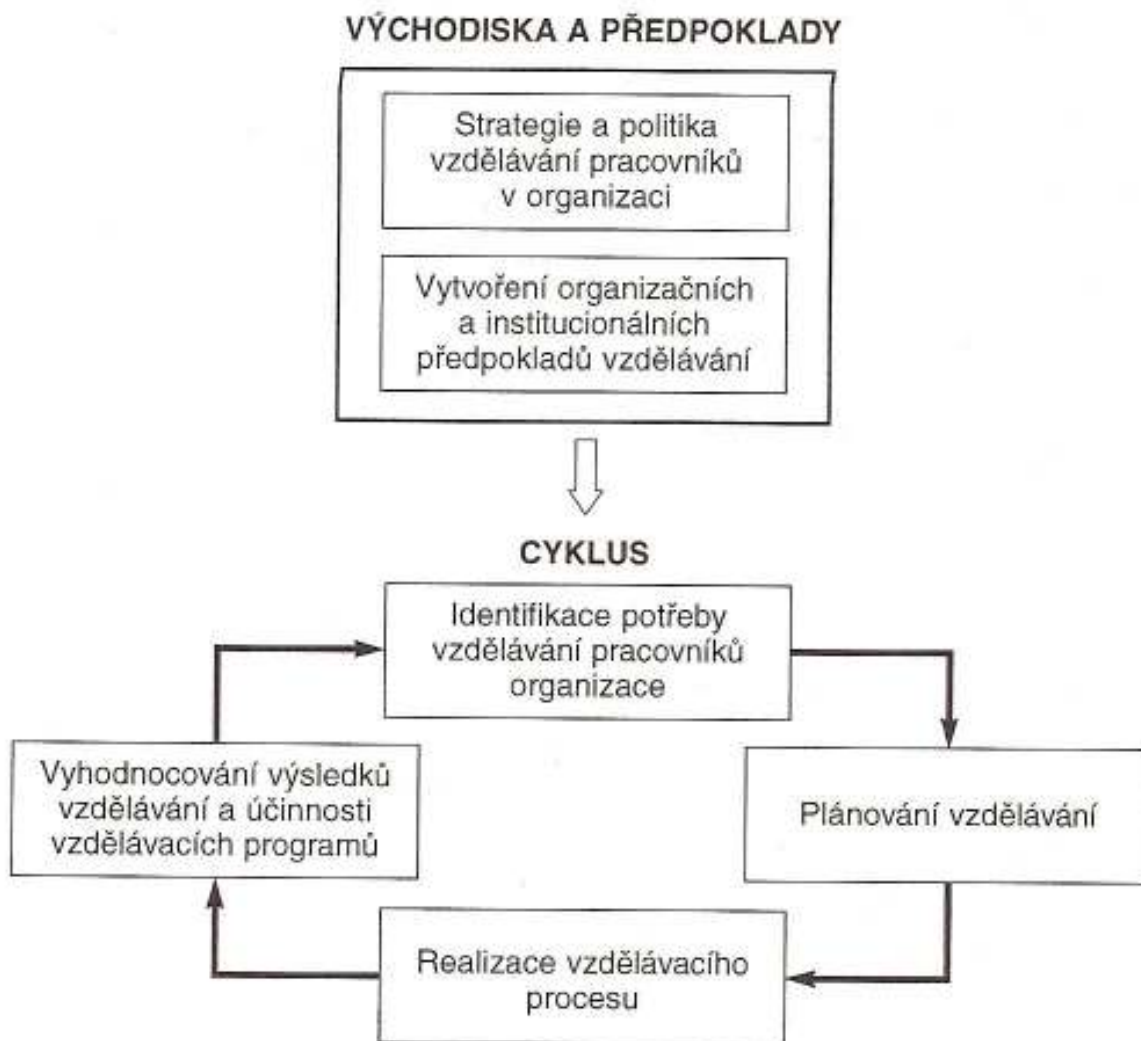 VÝCHODISKA A PŘEDPOKLADY
Strategie a politika
vzdělávání pracovníků
v organizaci
Vytvoření organizačních
a institucionálních
předpokladů vzdělávání
CYKLUS
Identifikace potřeby
vzdělávání pracovníků
organizace
Vyhodnocování výsledků
vzdělávání a účinnosti
vzdělávacích programů
Plánování vzdělávání
Realizace vzdělávacího
procesu